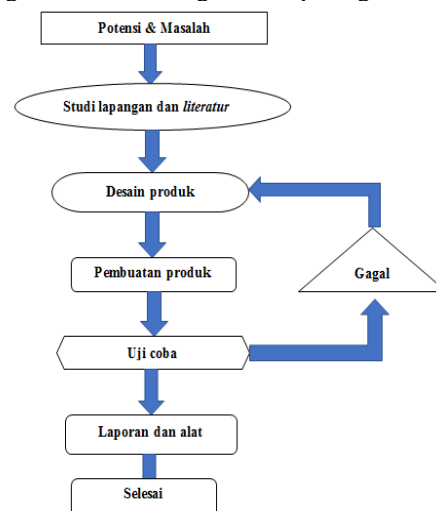 Potensi & Masalah
Studi lapangan dan literatur
Desain produk
Pembuatan produk
Gagal
Uji coba
Laporan dan alat
Selesai